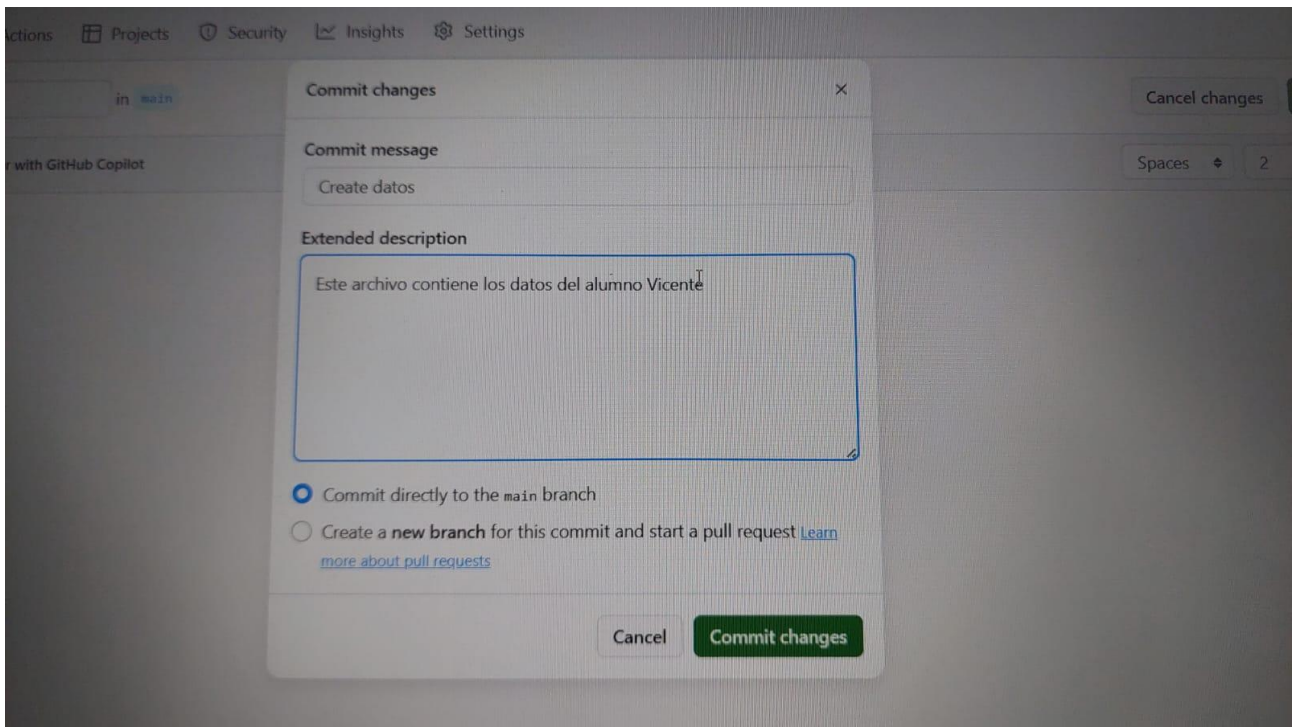 Actions Projects Security Insights Settings
in main
Cancel changes
with GitHub Copilot
Spaces 2
Commit changes
Commit message
Create datos
Extended description
Este archivo contiene los datos del alumno Vicente
Commit directly to the main branch
Create a new branch for this commit and start a pull request Learn
more about pull requests
Cancel Commit changes